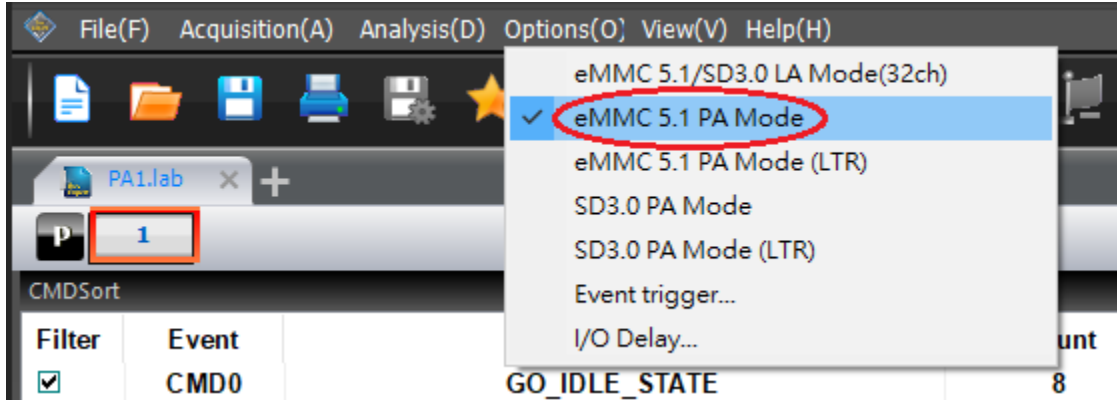 File(F) Acquisition(A) Analysis(D) Options(O) View(V) Help(H)
eMMC 5.1/SD3.0 LA Mode(32ch)
eMMC 5.1 PA Mode
eMMC 5.1 PA Mode (LTR)
SD3.0 PA Mode
SD3.0 PA Mode (LTR)
Event trigger...
I/O Delay...
PA1.lab
P 1
CMDSort
Filter Event unt
CMD0 GO_IDLE_STATE 8